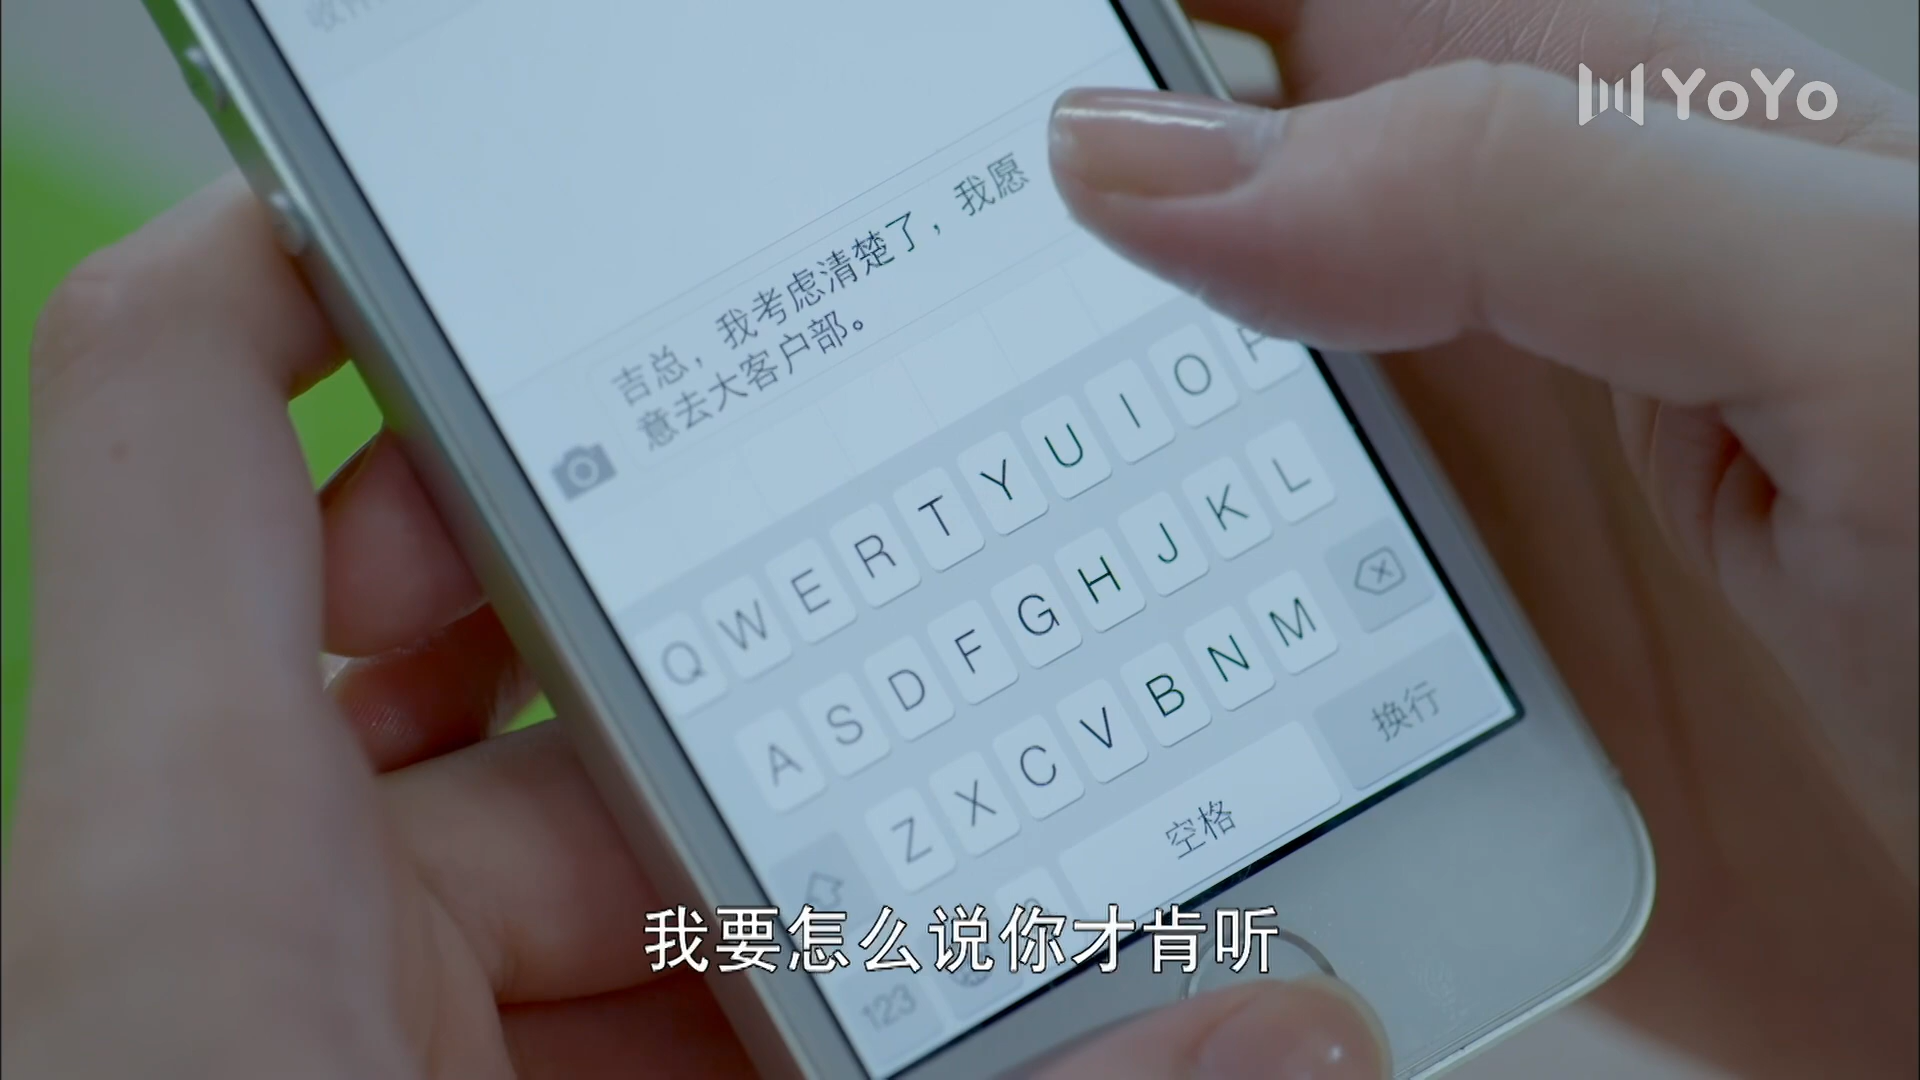 YoYo
吉总，我考虑清楚了，我愿
意去大客户部。
Q W E R T Y U I O P
A S D F G H J K L
Z X C V B N M
123 空格 换行
我要怎么说你才肯听